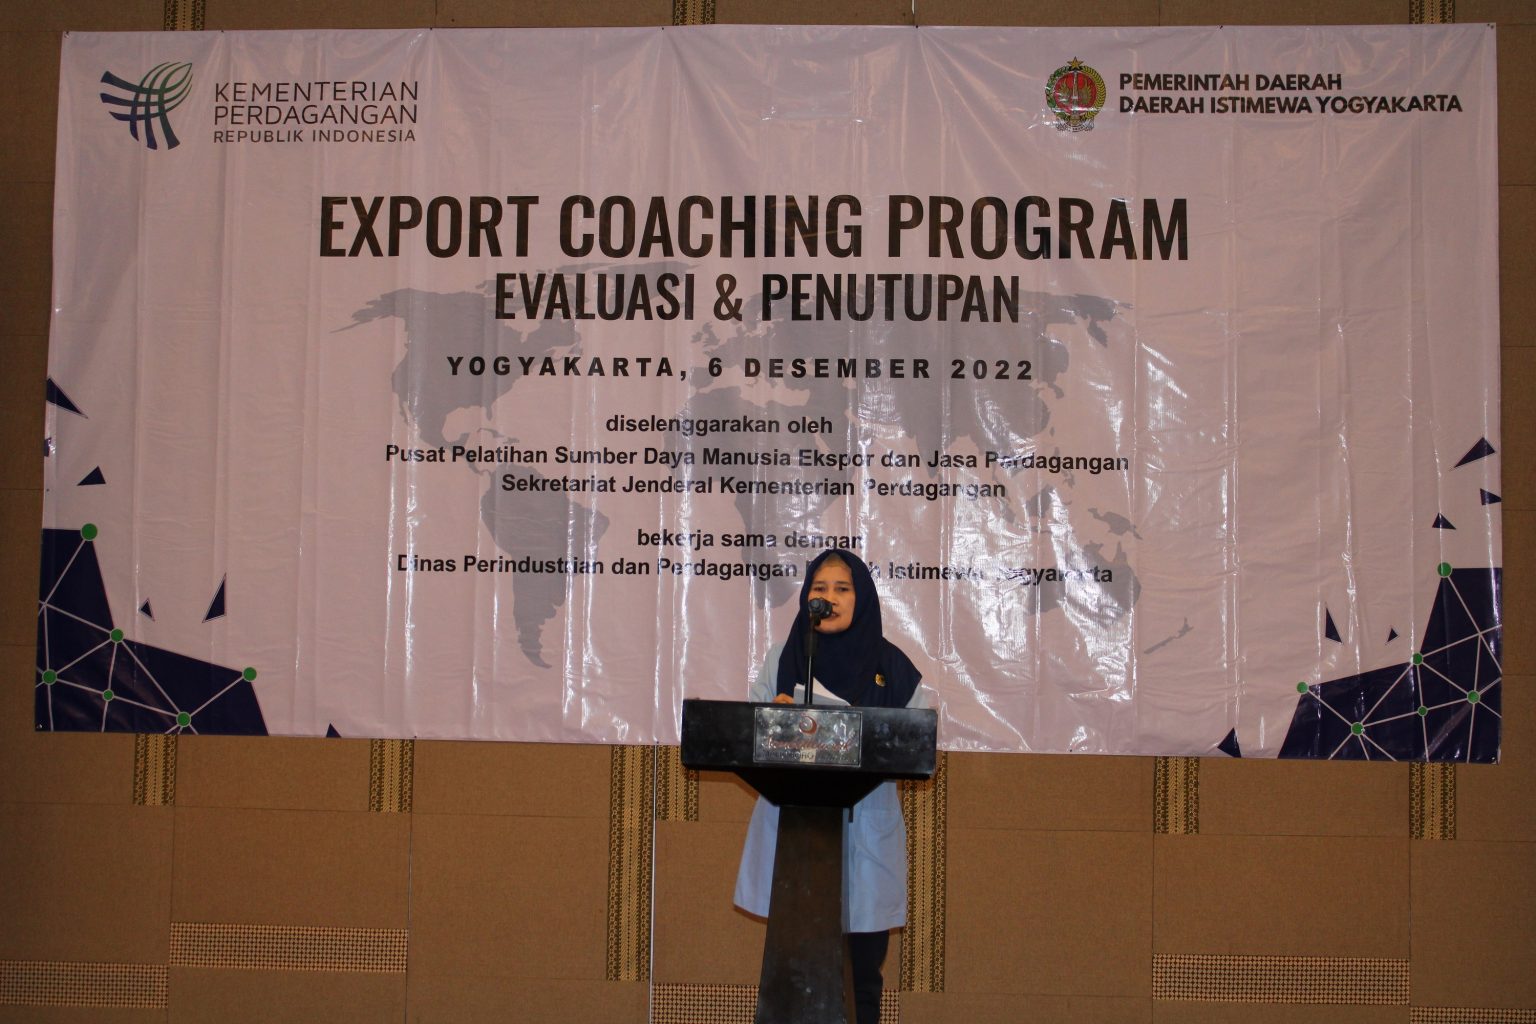 KEMENTERIAN
PERDAGANGAN
REPUBLIK INDONESIA
PEMERINTAH DAERAH
DAERAH ISTIMEWA YOGYAKARTA
EXPORT COACHING PROGRAM
EVALUASI & PENUTUPAN
YOGYAKARTA, 6 DESEMBER 2022
diselenggarakan oleh
Pusat Pelatihan Sumber Daya Manusia Ekspor dan Jasa Perdagangan
Sekretariat Jenderal Kementerian Perdagangan
bekerja sama dengan
Dinas Perindustrian dan Perdagangan Istimewa Yogyakarta